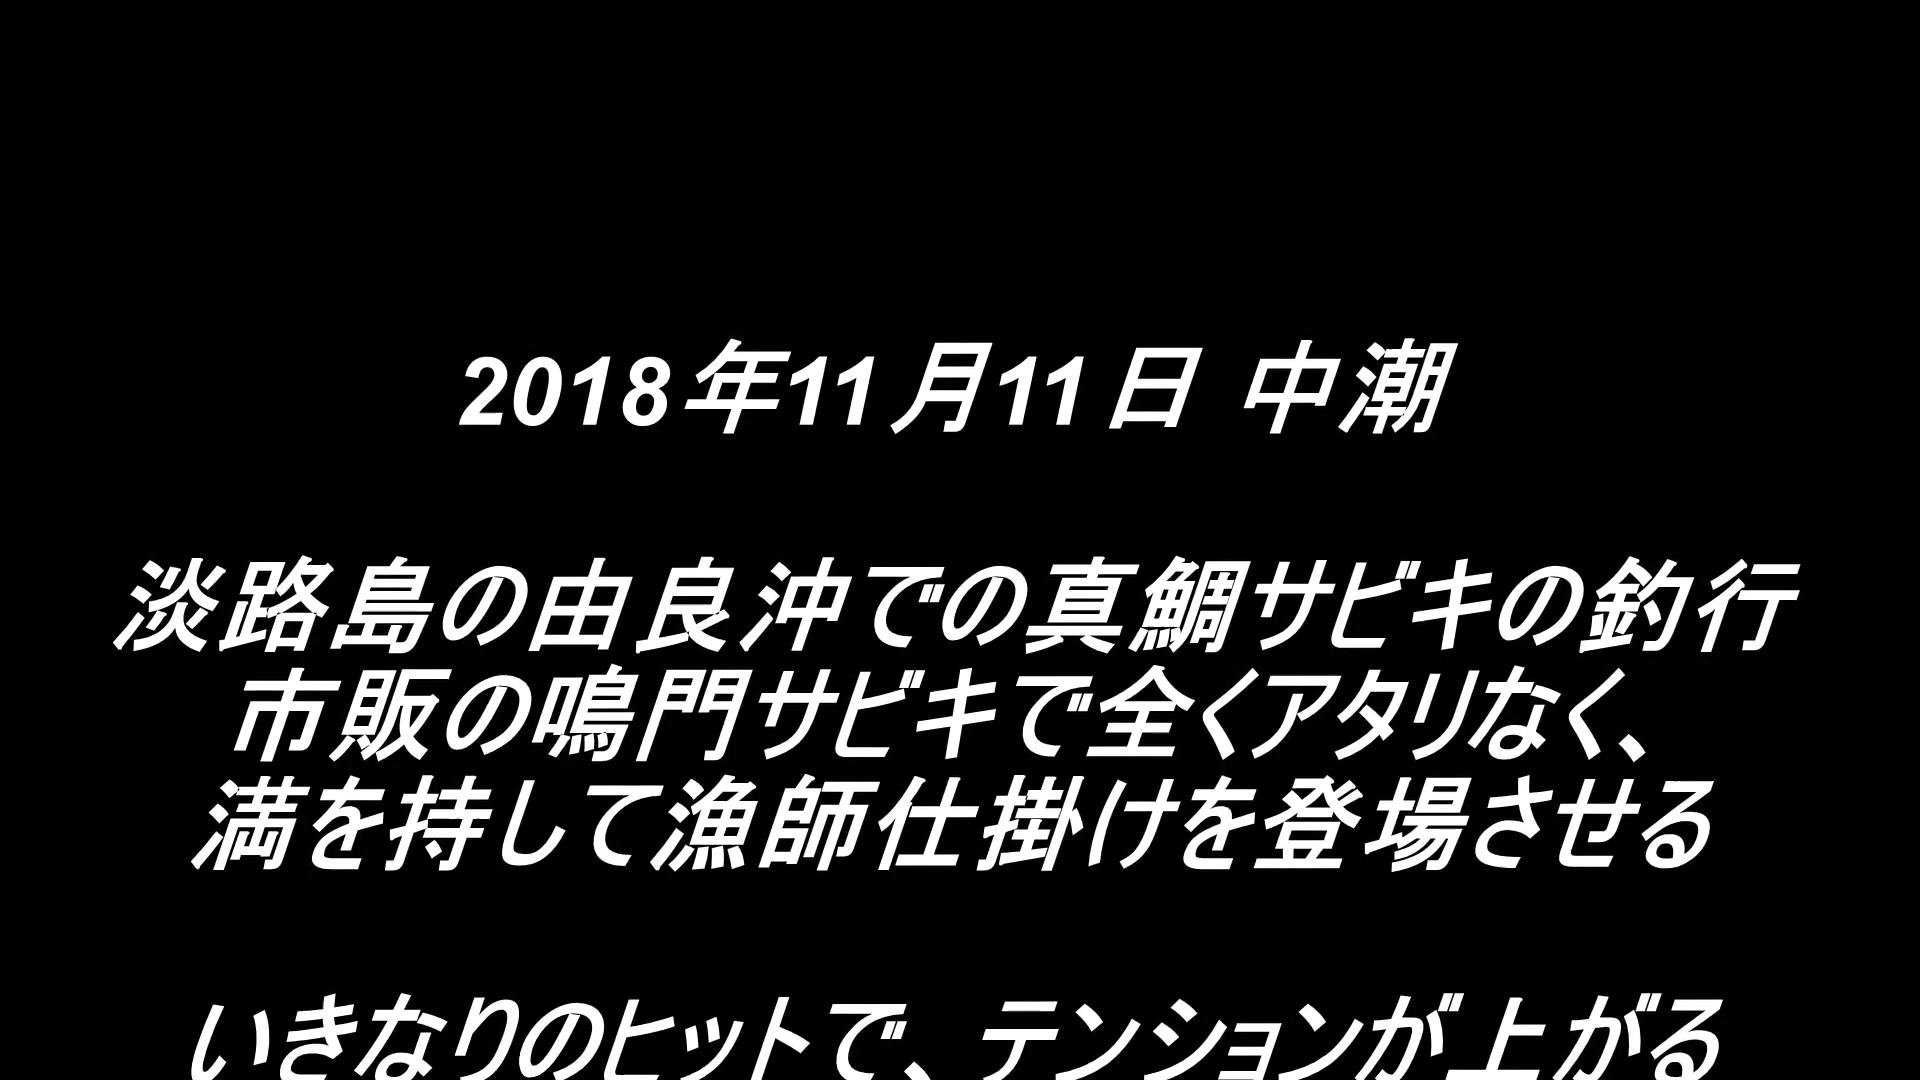 2018年11月11日 中潮
淡路島の由良沖での真鯛サビキの釣行
市販の鳴門サビキで全くアタリなく、
満を持して漁師仕掛けを登場させる
いきなりのヒットで、テンションが上がる